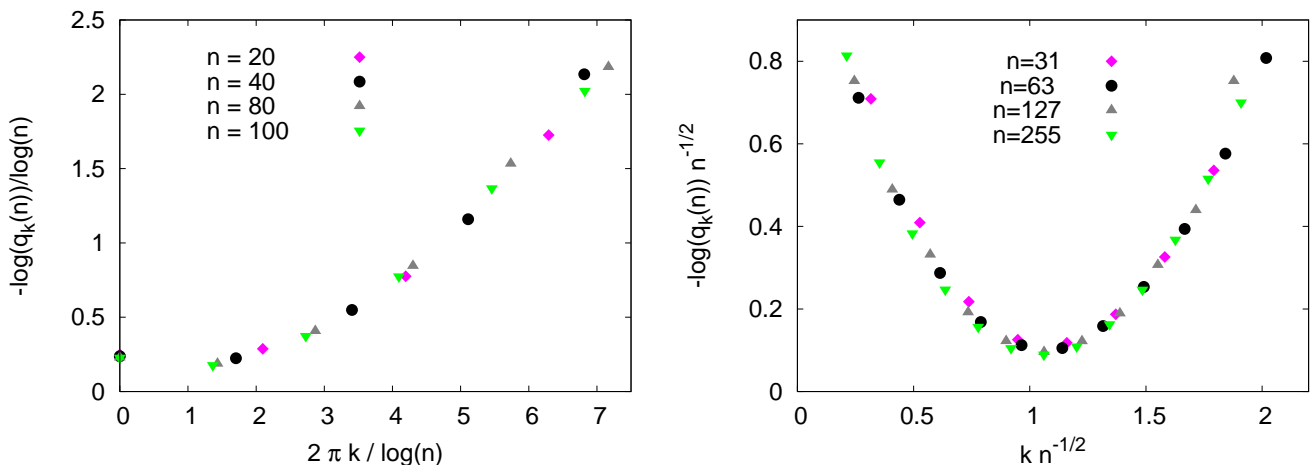 2.5
2
1.5
1
0.5
0
0 1 2 3 4 5 6 7
-log(q_k(n))/log(n)
2 π k / log(n)
n = 20
n = 40
n = 80
n = 100
0.8
0.6
0.4
0.2
0
0 0.5 1 1.5 2
-log(q_k(n)) n^{-1/2}
k n^{-1/2}
n=31
n=63
n=127
n=255